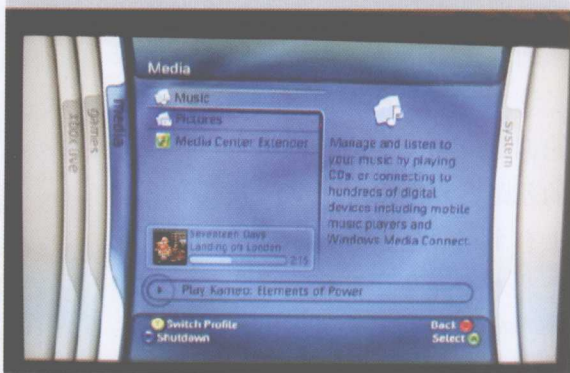 Media
xbox live
games
media
system
Music
Pictures
Media Center Extender
Manage and listen to
your music by playing
CDs, or connecting to
hundreds of digital
devices including mobile
music players and
Windows Media Connect.
Seventeen Days
Landing on London
2:15
Play Kameo: Elements of Power
Switch Profile
Shutdown
Back
Select